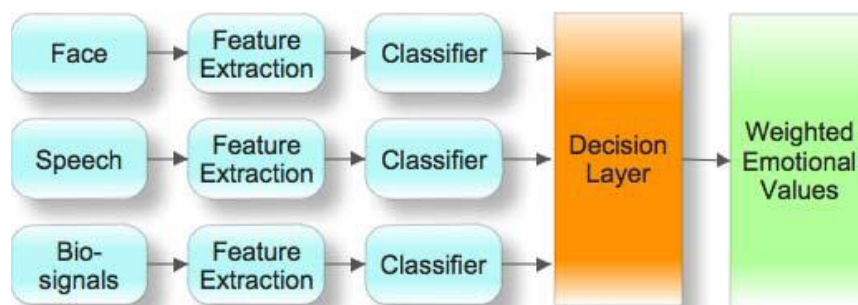 Face
Feature
Extraction
Classifier
Speech
Feature
Extraction
Classifier
Bio-
signals
Feature
Extraction
Classifier
Decision
Layer
Weighted
Emotional
Values